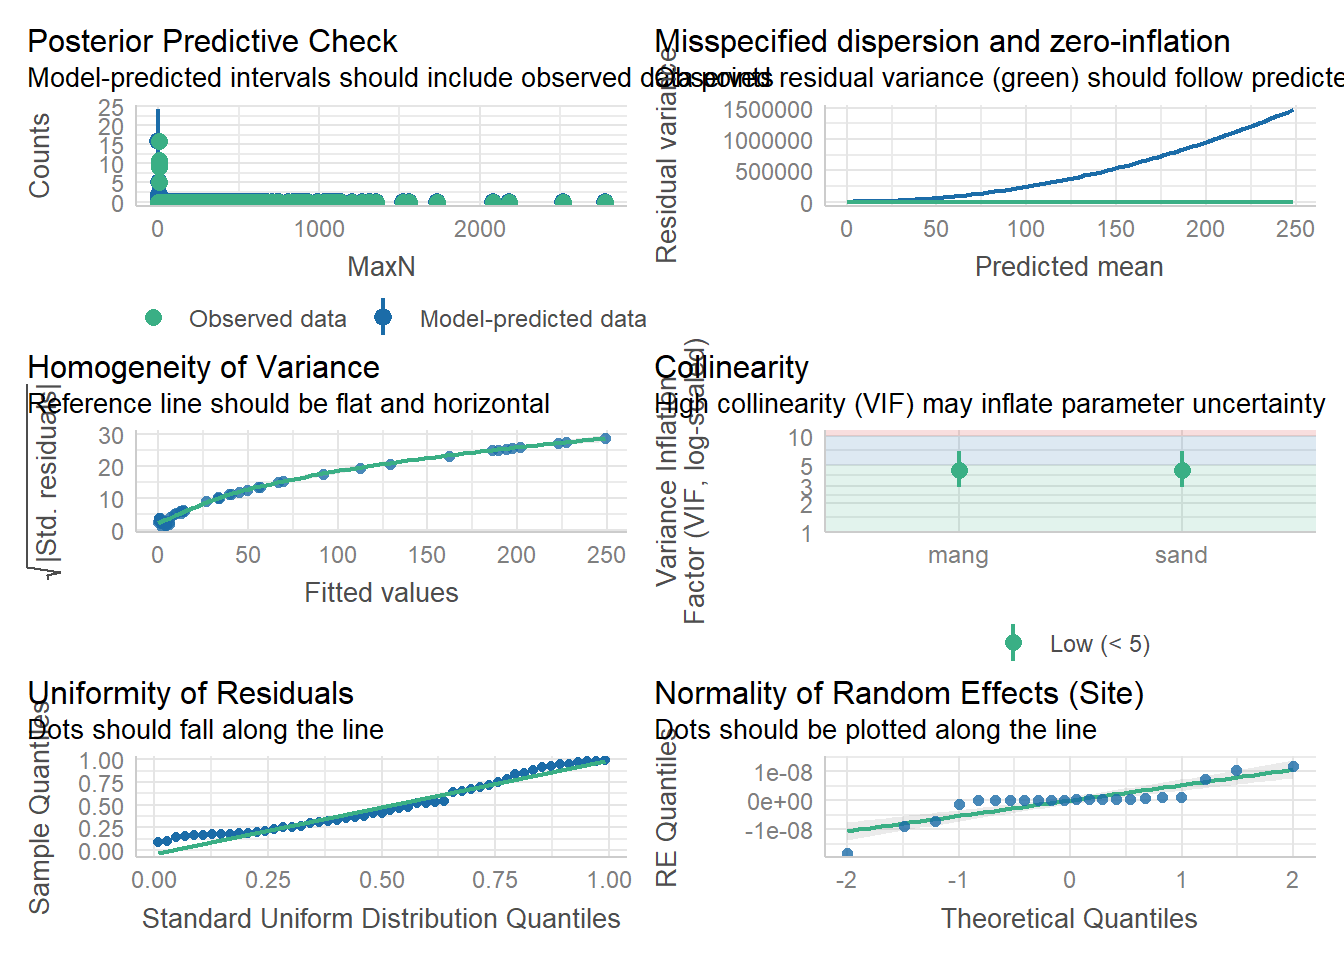 Posterior Predictive Check
Model-predicted intervals should include observed data points
Counts
25
20
15
10
5
0
0 1000 2000
MaxN
Observed data Model-predicted data
Misspecified dispersion and zero-inflation
Observed residual variance (green) should follow predicte
Residual variance
1500000
1000000
500000
0
0 50 100 150 200 250
Predicted mean
Homogeneity of Variance
Reference line should be flat and horizontal
√|Std. residuals|
30
20
10
0
0 50 100 150 200 250
Fitted values
Collinearity
High collinearity (VIF) may inflate parameter uncertainty
Variance Inflation
Factor (VIF, log-scaled)
10
5
3
2
1
mang sand
Low (< 5)
Uniformity of Residuals
Dots should fall along the line
Sample Quantiles
1.00
0.75
0.50
0.25
0.00
0.00 0.25 0.50 0.75 1.00
Standard Uniform Distribution Quantiles
Normality of Random Effects (Site)
Dots should be plotted along the line
RE Quantiles
1e-08
0e+00
-1e-08
-2 -1 0 1 2
Theoretical Quantiles